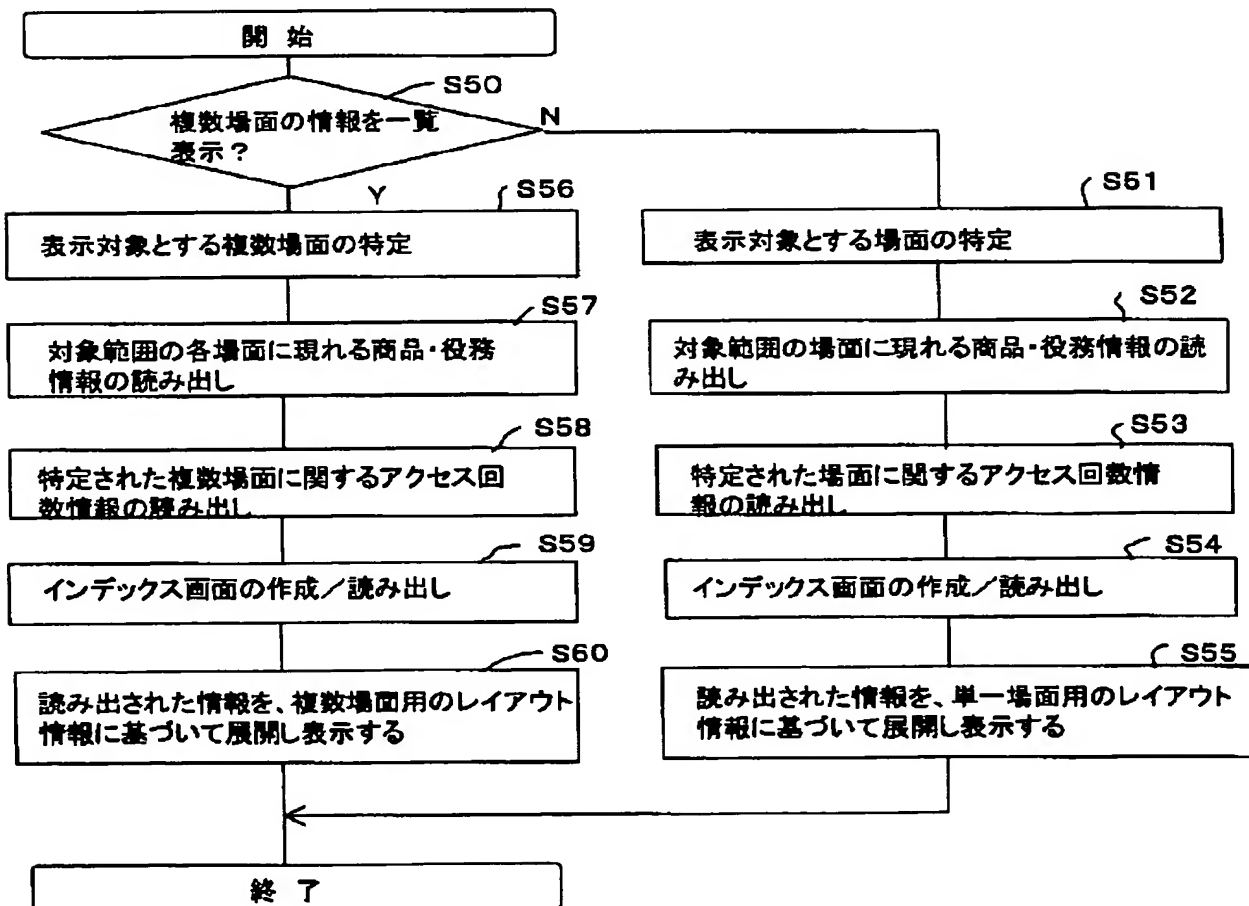 開 始
S50
複数場面の情報を一覧
表示？
N
Y
S56
表示対象とする複数場面の特定
S57
対象範囲の各場面に現れる商品・役務
情報の読み出し
S58
特定された複数場面に関するアクセス回
数情報の読み出し
S59
インデックス画面の作成／読み出し
S60
読み出された情報を、複数場面用のレイアウト
情報に基づいて展開し表示する
S51
表示対象とする場面の特定
S52
対象範囲の場面に現れる商品・役務情報の読
み出し
S53
特定された場面に関するアクセス回数情
報の読み出し
S54
インデックス画面の作成／読み出し
S55
読み出された情報を、単一場面用のレイアウト
情報に基づいて展開し表示する
終 了